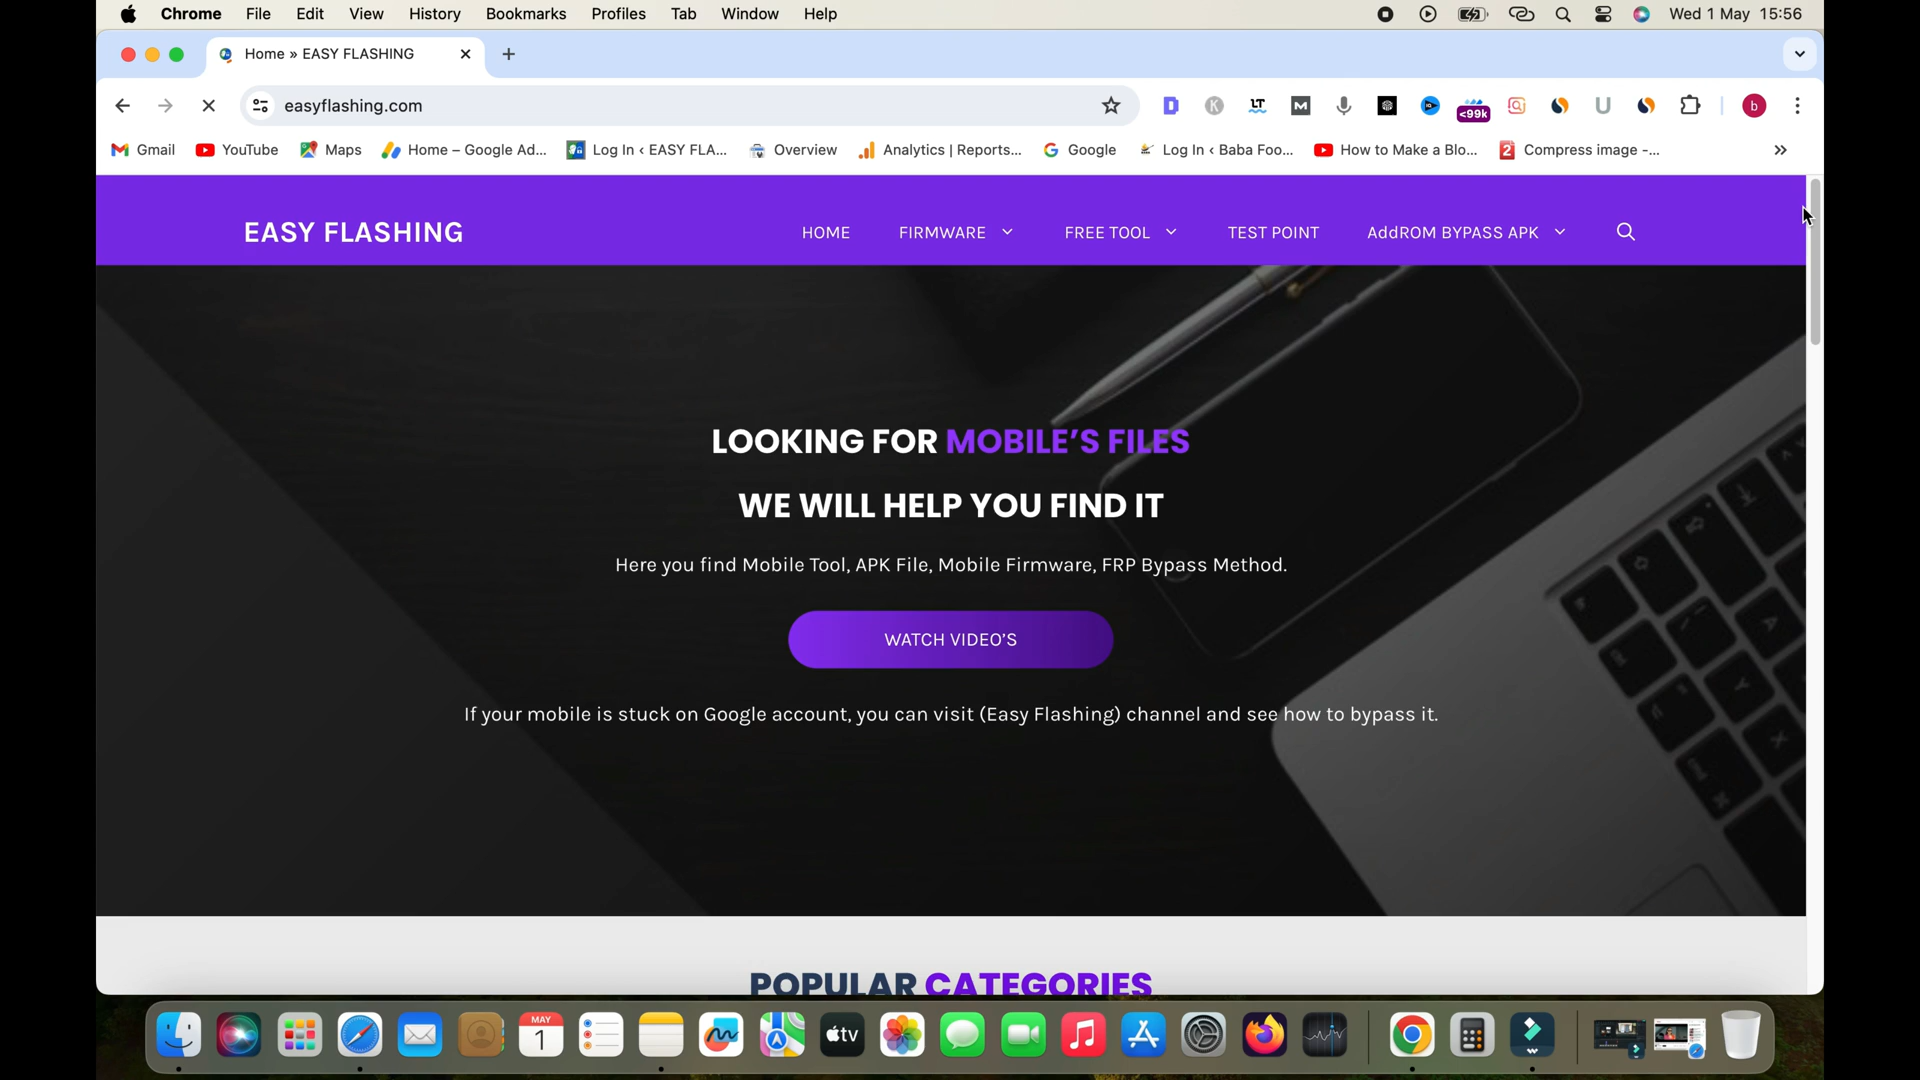 Chrome File Edit View History Bookmarks Profiles Tab Window Help Wed 1 May 15:56
Home » EASY FLASHING
easyflashing.com
<99k
b
Gmail YouTube Maps Home – Google Ad... Log In ‹ EASY FLA... Overview Analytics | Reports... Google Log In ‹ Baba Foo... How to Make a Blo... Compress image -...
EASY FLASHING HOME FIRMWARE FREE TOOL TEST POINT AddROM BYPASS APK
LOOKING FOR MOBILE’S FILES
WE WILL HELP YOU FIND IT
Here you find Mobile Tool, APK File, Mobile Firmware, FRP Bypass Method.
WATCH VIDEO’S
If your mobile is stuck on Google account, you can visit (Easy Flashing) channel and see how to bypass it.
POPULAR CATEGORIES
MAY
1
tv